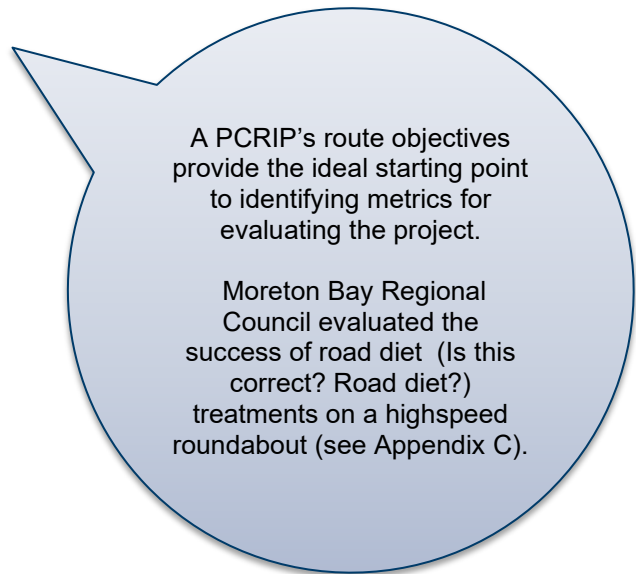 A PCRIP’s route objectives
provide the ideal starting point
to identifying metrics for
evaluating the project.
Moreton Bay Regional
Council evaluated the
success of road diet  (Is this
correct? Road diet?)
treatments on a highspeed
roundabout (see Appendix C).